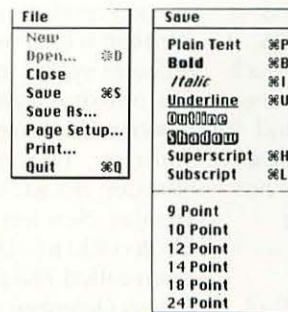 File
New
Open... ⌘O
Close
Save ⌘S
Save As...
Page Setup...
Print...
Quit ⌘Q
Save
Plain Text ⌘P
Bold ⌘B
Italic ⌘I
Underline ⌘U
Outline
Shadow
Superscript ⌘H
Subscript ⌘L
9 Point
10 Point
12 Point
14 Point
18 Point
24 Point